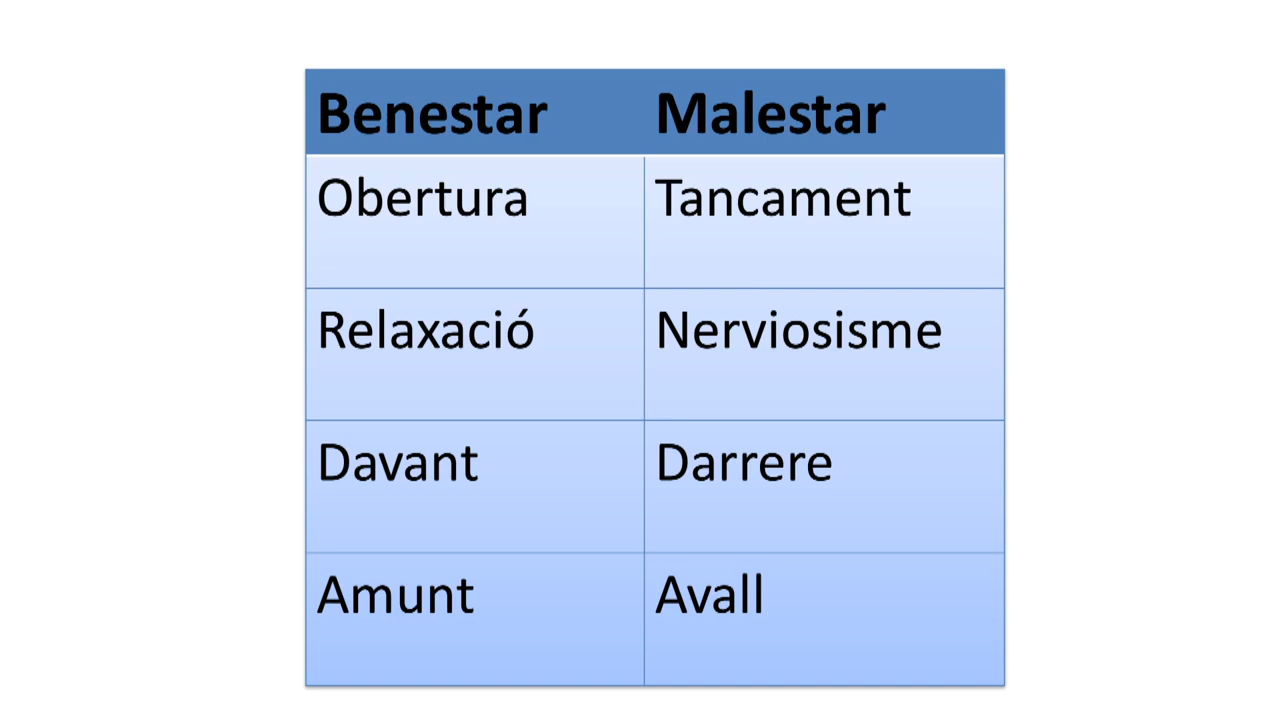 Benestar Malestar
Obertura Tancament
Relaxació Nerviosisme
Davant Darrere
Amunt Avall